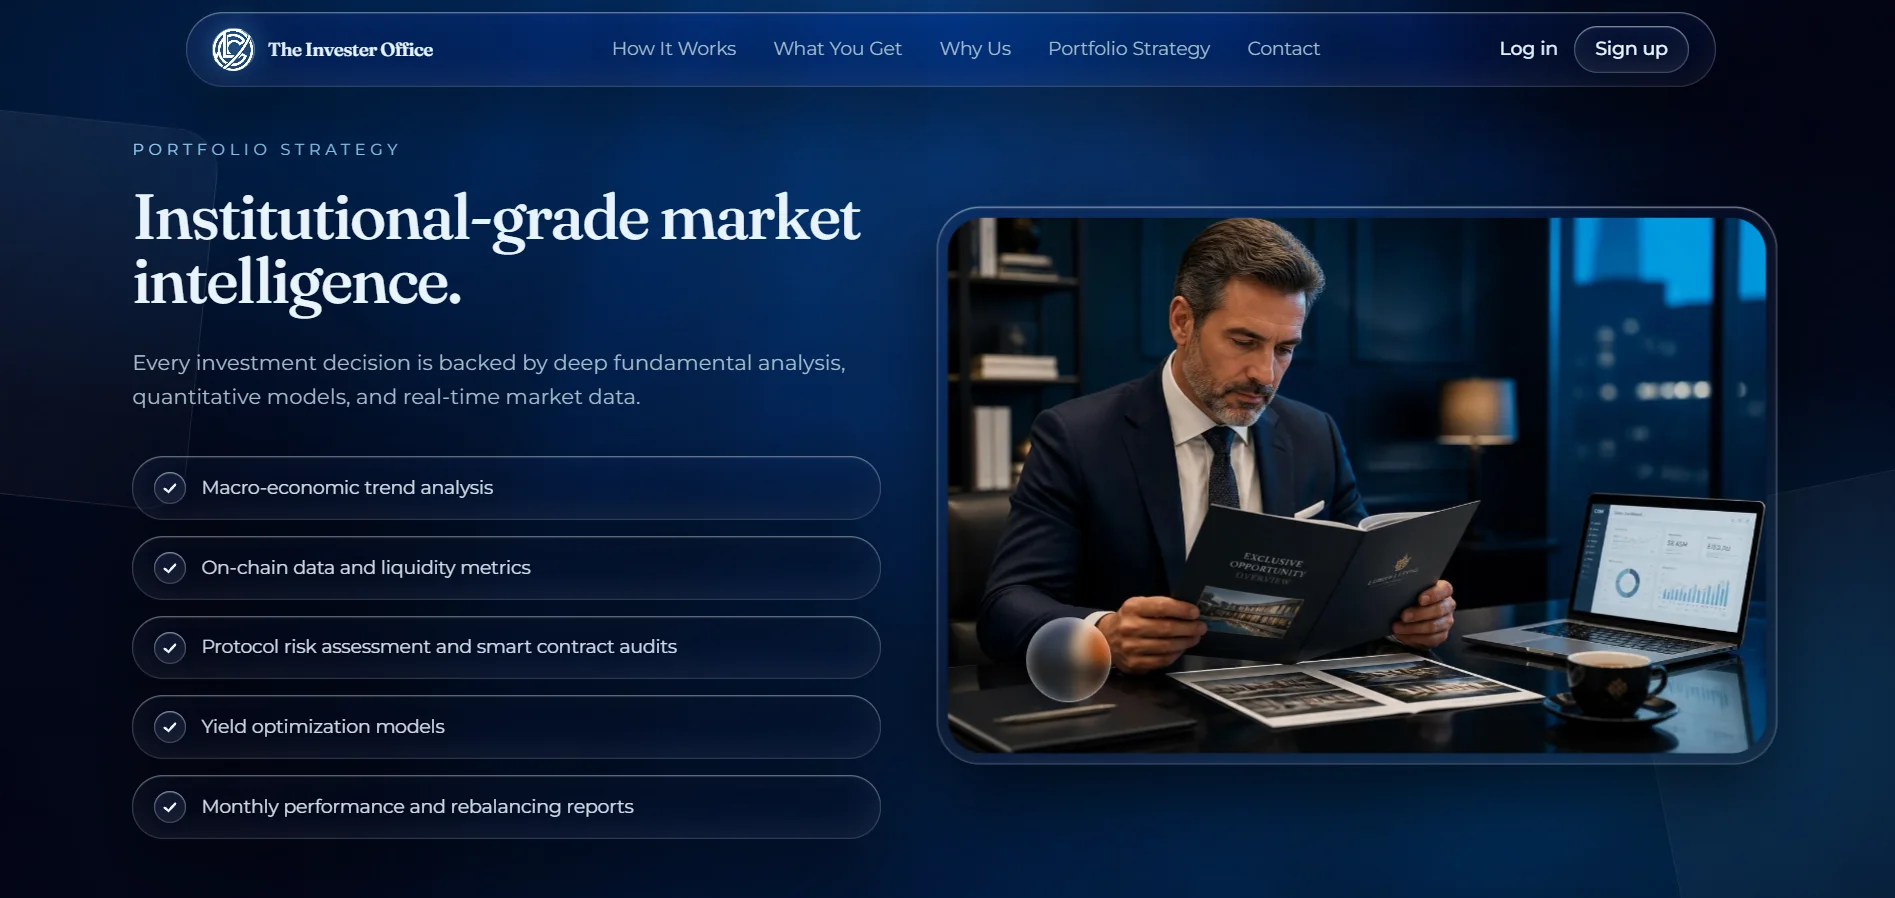 The Invester Office
How It Works
What You Get
Why Us
Portfolio Strategy
Contact
Log in
Sign up
PORTFOLIO STRATEGY
Institutional-grade market
intelligence.
Every investment decision is backed by deep fundamental analysis,
quantitative models, and real-time market data.
Macro-economic trend analysis
On-chain data and liquidity metrics
Protocol risk assessment and smart contract audits
Yield optimization models
Monthly performance and rebalancing reports
EXCLUSIVE
OPPORTUNITY
OVERVIEW